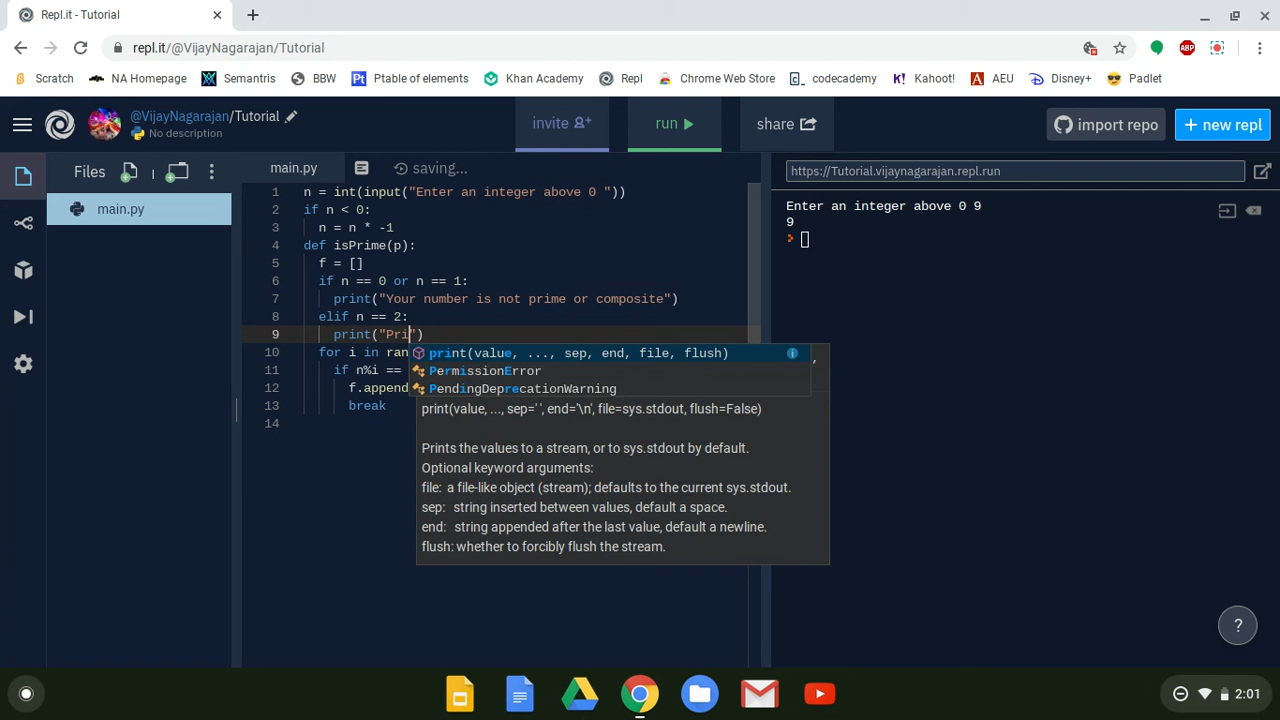 Repl.it - Tutorial
repl.it/@VijayNagarajan/Tutorial
Scratch NA Homepage Semantris BBW Pt Ptable of elements Khan Academy Repl Chrome Web Store codecademy K! Kahoot! A AEU Disney+ Padlet
ABP
@VijayNagarajan/Tutorial
No description
invite
run
share
import repo
+ new repl
Files
main.py
main.py
saving...
1 n = int(input("Enter an integer above 0 "))
2 if n < 0:
3 n = n * -1
4 def isPrime(p):
5 f = []
6 if n == 0 or n == 1:
7 print("Your number is not prime or composite")
8 elif n == 2:
9 print("Pri")
10 for i in ran
11 if n%i ==
12 f.append
13 break
14
print(value, ..., sep, end, file, flush)
PermissionError
PendingDeprecationWarning
print(value, ..., sep=' ', end='\n', file=sys.stdout, flush=False)
Prints the values to a stream, or to sys.stdout by default.
Optional keyword arguments:
file: a file-like object (stream); defaults to the current sys.stdout.
sep: string inserted between values, default a space.
end: string appended after the last value, default a newline.
flush: whether to forcibly flush the stream.
https://Tutorial.vijaynagarajan.repl.run
Enter an integer above 0 9
9
?
2:01